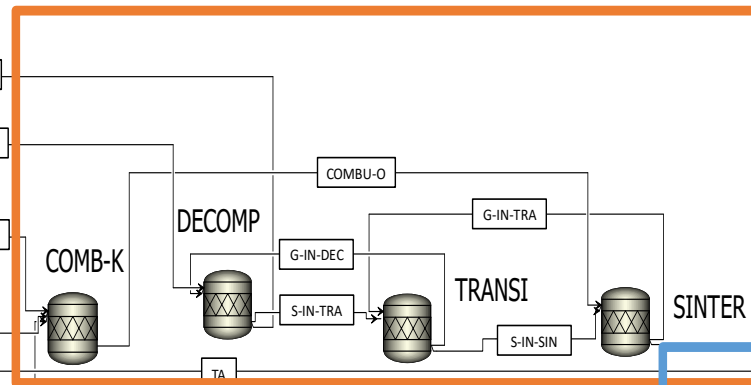 COMBU-O
G-IN-TRA
DECOMP
COMB-K
G-IN-DEC
TRANSI
S-IN-TRA
SINTER
S-IN-SIN
TA